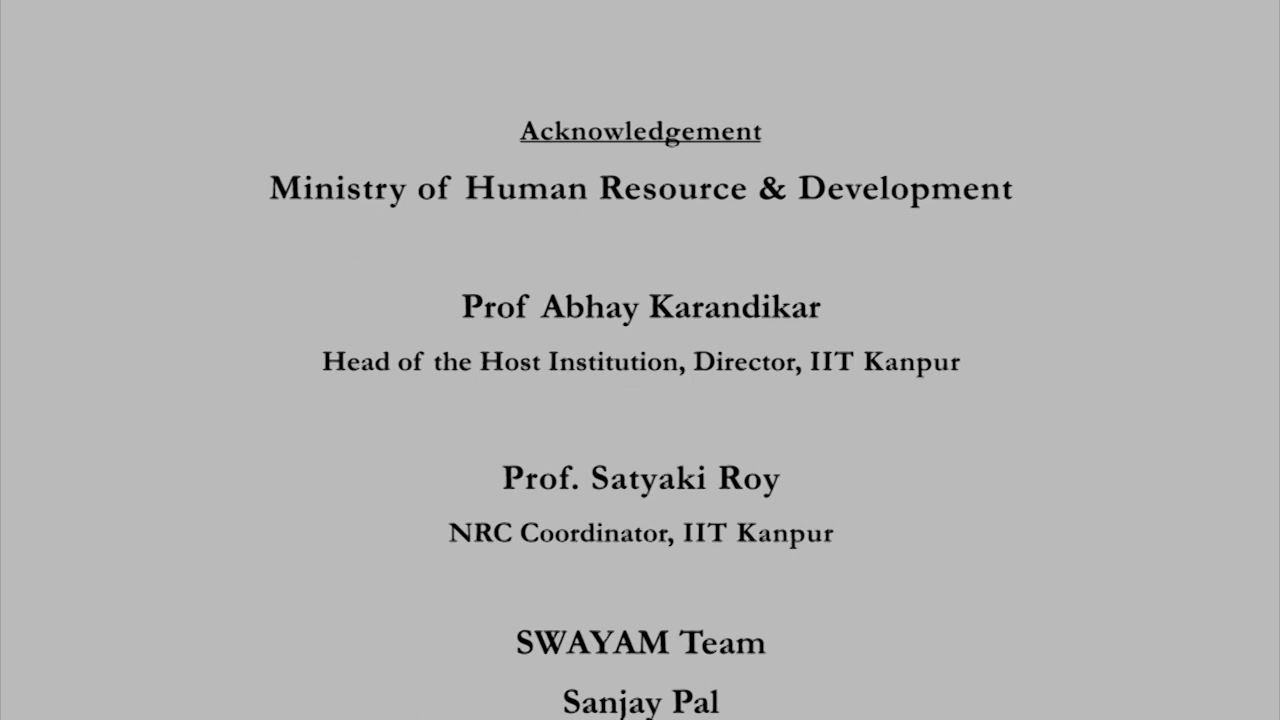 Acknowledgement
Ministry of Human Resource & Development
Prof Abhay Karandikar
Head of the Host Institution, Director, IIT Kanpur
Prof. Satyaki Roy
NRC Coordinator, IIT Kanpur
SWAYAM Team
Sanjay Pal